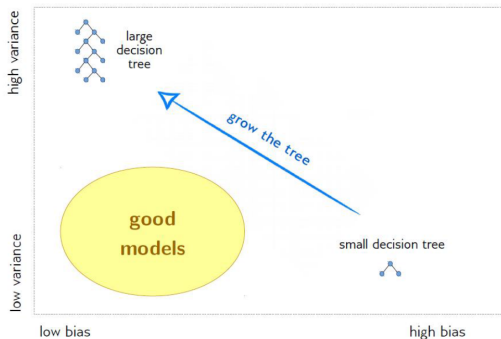 high variance
large
decision
tree
grow the tree
good
models
small decision tree
low variance
low bias
high bias